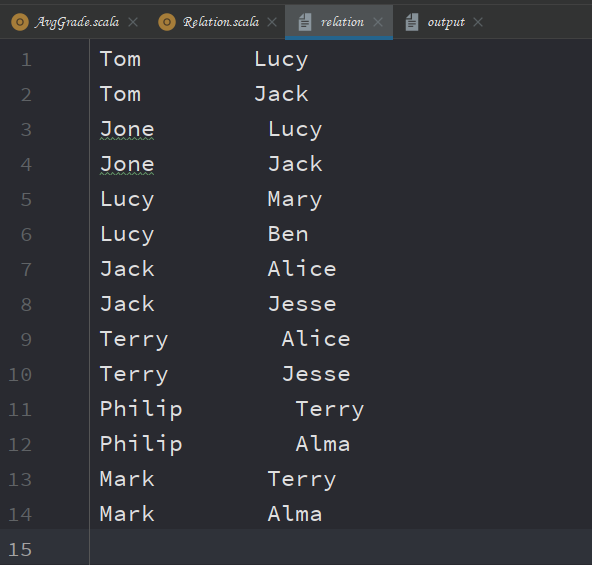 AvgGrade.scala Relation.scala relation output
1 Tom Lucy
2 Tom Jack
3 Jone Lucy
4 Jone Jack
5 Lucy Mary
6 Lucy Ben
7 Jack Alice
8 Jack Jesse
9 Terry Alice
10 Terry Jesse
11 Philip Terry
12 Philip Alma
13 Mark Terry
14 Mark Alma
15